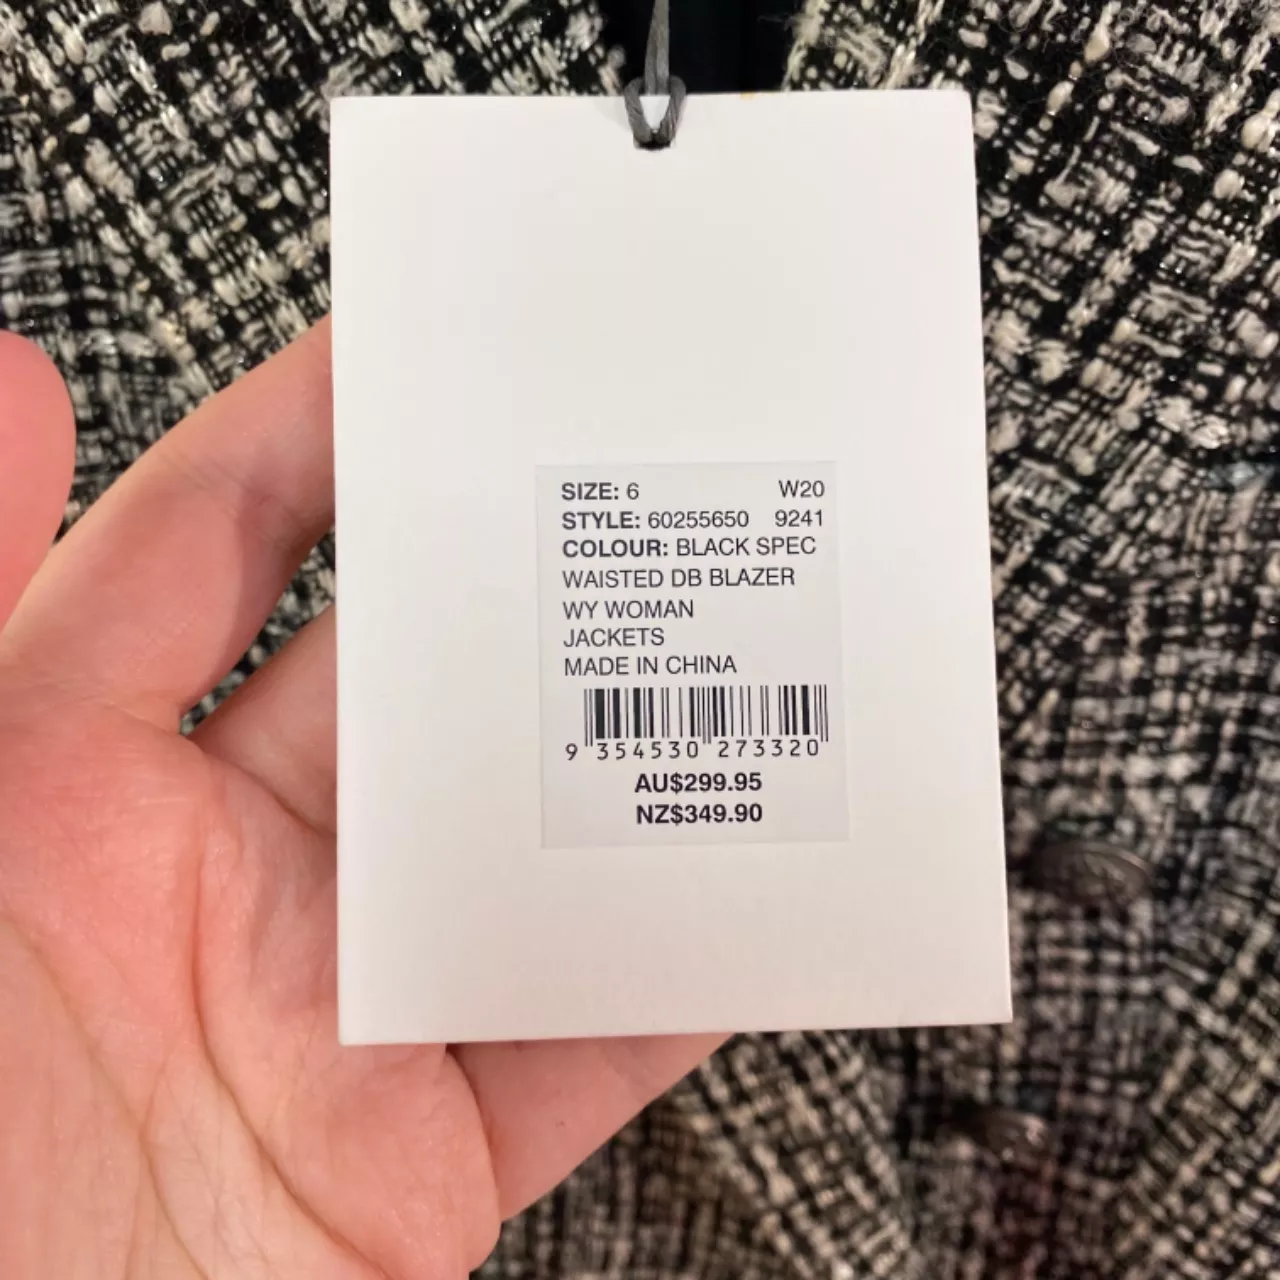 SIZE: 6 W20
STYLE: 60255650 9241
COLOUR: BLACK SPEC
WAISTED DB BLAZER
WY WOMAN
JACKETS
MADE IN CHINA
9 354530 273320
AU$299.95
NZ$349.90